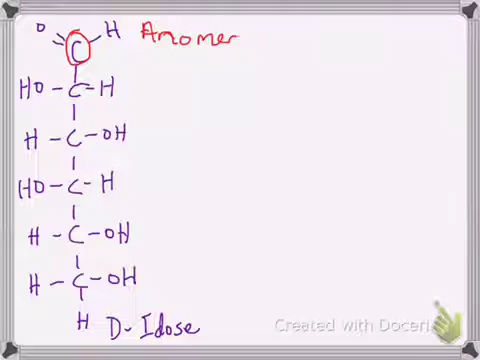 O H Anomer
C
HO - C - H
H - C - OH
HO - C - H
H - C - OH
H - C - OH
H D-Idose
Created with Doceri